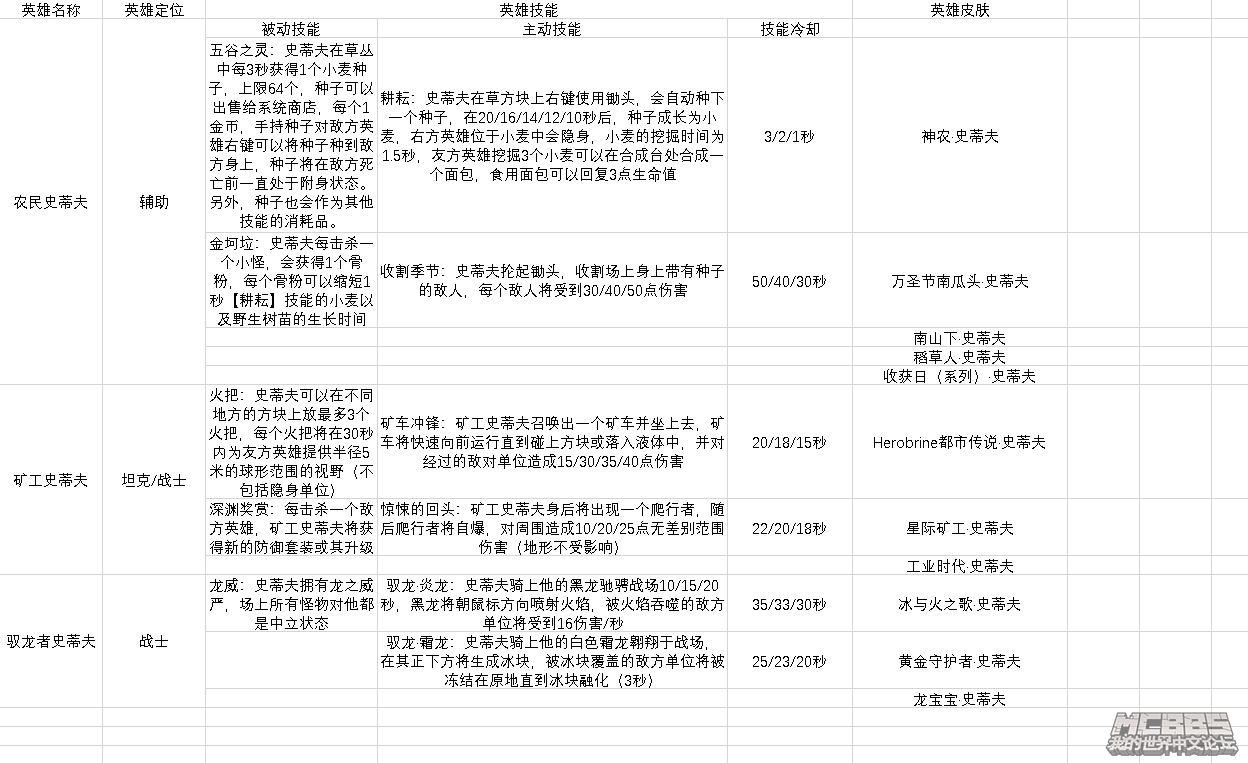 英雄名称 英雄定位 英雄技能 英雄皮肤
被动技能 主动技能 技能冷却
农民史蒂夫
辅助
五谷之灵：史蒂夫在草丛
中每3秒获得1个小麦种
子，上限64个，种子可以
出售给系统商店，每个1
金币，手持种子对敌方英
雄右键可以将种子种到敌
方身上，种子将在敌方死
亡前一直处于附身状态。
另外，种子也会作为其他
技能的消耗品。
耕耘：史蒂夫在草方块上右键使用锄头，会自动种下
一个种子，在20/16/14/12/10秒后，种子成长为小
麦，右方英雄位于小麦中会隐身，小麦的挖掘时间为
1.5秒，友方英雄挖掘3个小麦可以在合成台处合成一
个面包，食用面包可以回复3点生命值
3/2/1秒
神农·史蒂夫
金坷垃：史蒂夫每击杀一
个小怪，会获得1个骨
粉，每个骨粉可以缩短1
秒【耕耘】技能的小麦以
及野生树苗的生长时间
收割季节：史蒂夫抡起锄头，收割场上身上带有种子
的敌人，每个敌人将受到30/40/50点伤害
50/40/30秒
万圣节南瓜头·史蒂夫
南山下·史蒂夫
稻草人·史蒂夫
收获日（系列）·史蒂夫
矿工史蒂夫
坦克/战士
火把：史蒂夫可以在不同
地方的方块上放最多3个
火把，每个火把将在30秒
内为友方英雄提供半径5
米的球形范围的视野（不
包括隐身单位）
矿车冲锋：矿工史蒂夫召唤出一个矿车并坐上去，矿
车将快速向前运行直到碰上方块或落入液体中，并对
经过的敌对单位造成15/30/35/40点伤害
20/18/15秒
Herobrine都市传说·史蒂夫
深渊奖赏：每击杀一个敌
方英雄，矿工史蒂夫将获
得新的防御套装或其升级
惊悚的回头：矿工史蒂夫身后将出现一个爬行者，随
后爬行者将自爆，对周围造成10/20/25点无差别范围
伤害（地形不受影响）
22/20/18秒
星际矿工·史蒂夫
工业时代·史蒂夫
驭龙者史蒂夫
战士
龙威：史蒂夫拥有龙之威
严，场上所有怪物对他都
是中立状态
驭龙·炎龙：史蒂夫骑上他的黑龙驰骋战场10/15/20
秒，黑龙将朝鼠标方向喷射火焰，被火焰吞噬的敌方
单位将受到16伤害/秒
35/33/30秒
冰与火之歌·史蒂夫
驭龙·霜龙：史蒂夫骑上他的白色霜龙翱翔于战场，
在其正下方将生成冰块，被冰块覆盖的敌方单位将被
冻结在原地直到冰块融化（3秒）
25/23/20秒
黄金守护者·史蒂夫
龙宝宝·史蒂夫
MCBBS
我的世界中文论坛